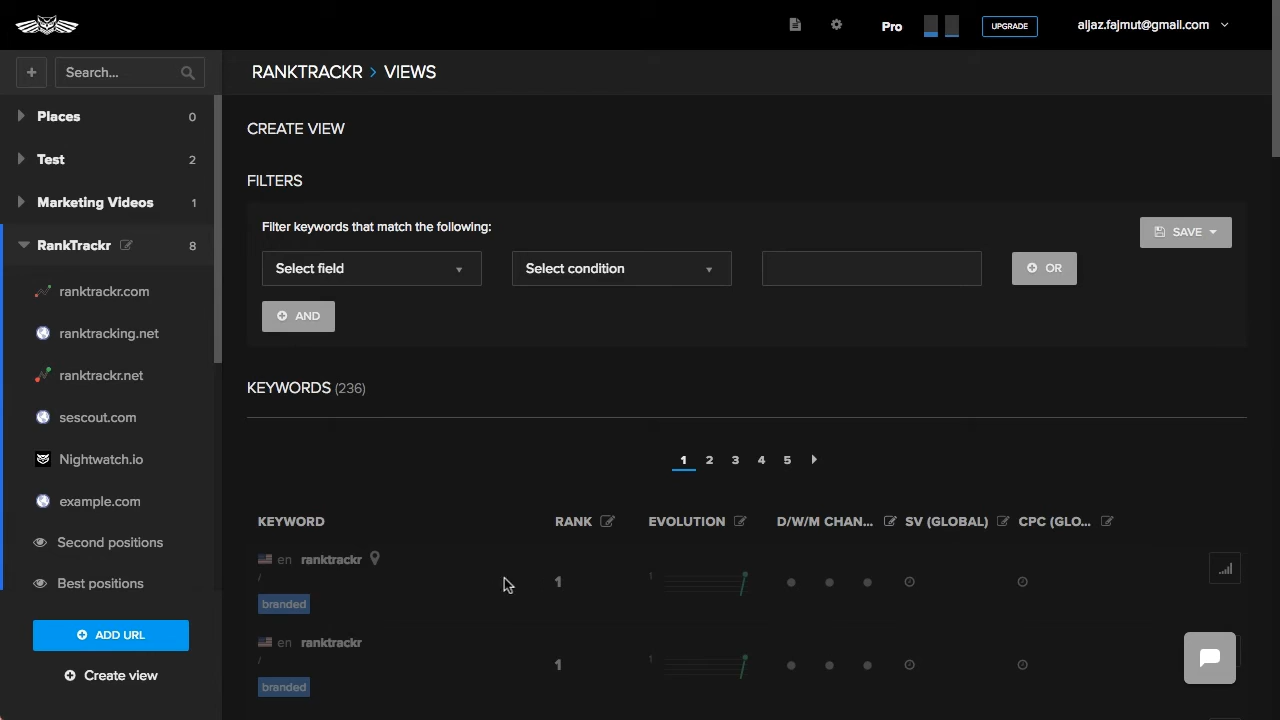 Pro
UPGRADE
aljaz.fajmut@gmail.com
Search...
RANKTRACKR > VIEWS
Places 0
Test 2
Marketing Videos 1
RankTrackr 8
ranktrackr.com
ranktracking.net
ranktrackr.net
sescout.com
Nightwatch.io
example.com
Second positions
Best positions
ADD URL
Create view
CREATE VIEW
FILTERS
Filter keywords that match the following:
SAVE
Select field
Select condition
OR
AND
KEYWORDS (236)
1 2 3 4 5
KEYWORD RANK EVOLUTION D/W/M CHAN... SV (GLOBAL) CPC (GLO...
en ranktrackr
/
1 1
branded
en ranktrackr
/
1 1
branded